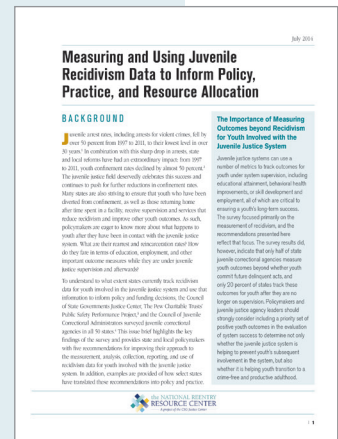 July 2014
Measuring and Using Juvenile
Recidivism Data to Inform Policy,
Practice, and Resource Allocation
BACKGROUND
Juvenile arrest rates, including arrests for violent crimes, fell by
over 50 percent from 1997 to 2011, to their lowest level in over
30 years.¹ In combination with this sharp drop in arrests, state
and local reforms have had an extraordinary impact: from 1997
to 2011, youth confinement rates declined by almost 50 percent.²
The juvenile justice field deservedly celebrates this success and
continues to push for further reductions in confinement rates.
Many states are also striving to ensure that youth who have been
diverted from confinement, as well as those returning home
after time spent in a facility, receive supervision and services that
reduce recidivism and improve other youth outcomes. As such,
policymakers are eager to know more about what happens to
youth after they have been in contact with the juvenile justice
system. What are their rearrest and reincarceration rates? How
do they fare in terms of education, employment, and other
important outcome measures while they are under juvenile
justice supervision and afterwards?
To understand to what extent states currently track recidivism
data for youth involved in the juvenile justice system and use that
information to inform policy and funding decisions, the Council
of State Governments Justice Center, The Pew Charitable Trusts'
Public Safety Performance Project,³ and the Council of Juvenile
Correctional Administrators surveyed juvenile correctional
agencies in all 50 states.⁴ This issue brief highlights the key
findings of the survey and provides state and local policymakers
with five recommendations for improving their approach to
the measurement, analysis, collection, reporting, and use of
recidivism data for youth involved with the juvenile justice
system. In addition, examples are provided of how select states
have translated these recommendations into policy and practice.
The Importance of Measuring
Outcomes beyond Recidivism
for Youth Involved with the
Juvenile Justice System
Juvenile justice systems can use a
number of metrics to track outcomes for
youth under system supervision, including
educational attainment, behavioral health
improvements, or skill development and
employment, all of which are critical to
ensuring a youth's long-term success.
The survey focused primarily on the
measurement of recidivism, and the
recommendations presented here
reflect that focus. The survey results did,
however, indicate that only half of state
juvenile correctional agencies measure
youth outcomes beyond whether youth
commit future delinquent acts, and
only 20 percent of states track these
outcomes for youth after they are no
longer on supervision. Policymakers and
juvenile justice agency leaders should
strongly consider including a priority set of
positive youth outcomes in the evaluation
of system success to determine not only
whether the juvenile justice system is
helping to prevent youth's subsequent
involvement in the system, but also
whether it is helping youth transition to a
crime-free and productive adulthood.
the NATIONAL REENTRY
RESOURCE CENTER
A project of the CSG Justice Center
| 1